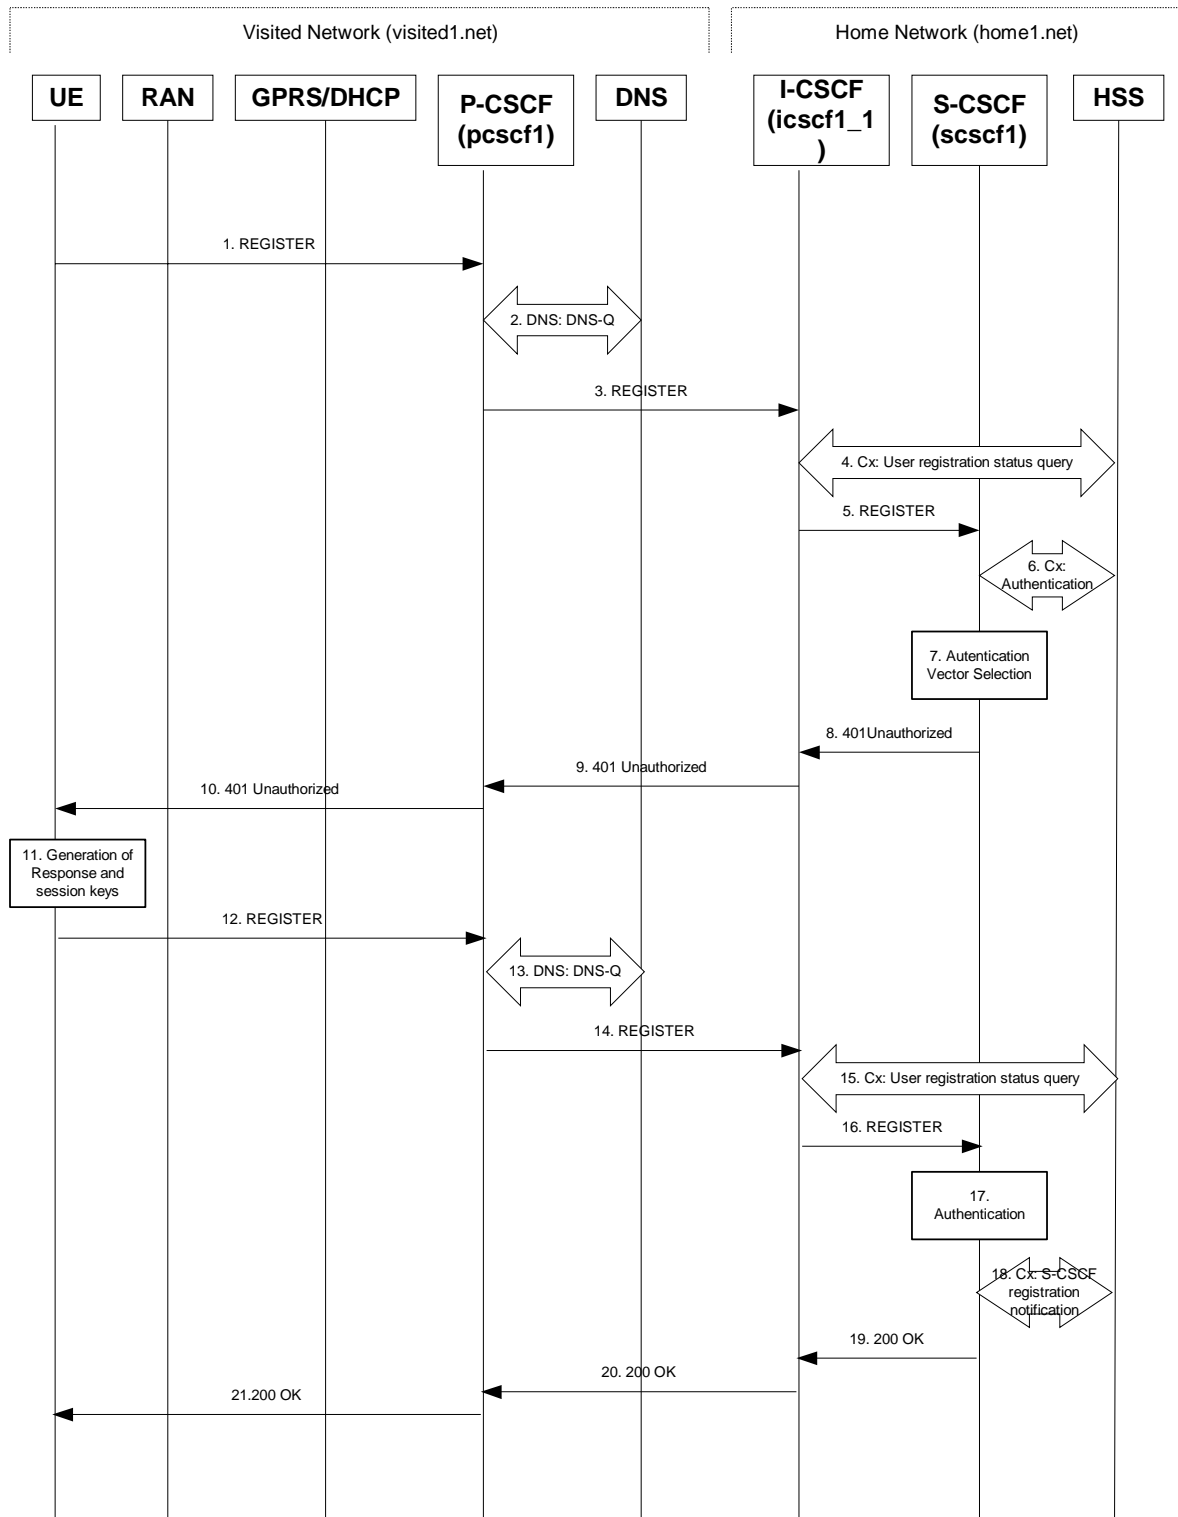 Visited Network (visited1.net)
Home Network (home1.net)
UE
RAN
GPRS/DHCP
P-CSCF
(pcscf1)
DNS
I-CSCF
(icscf1_1
)
S-CSCF
(scscf1)
HSS
1. REGISTER
2. DNS: DNS-Q
3. REGISTER
4. Cx: User registration status query
5. REGISTER
6. Cx:
Authentication
7. Autentication
Vector Selection
8. 401Unauthorized
9. 401 Unauthorized
10. 401 Unauthorized
11. Generation of
Response and
session keys
12. REGISTER
13. DNS: DNS-Q
14. REGISTER
15. Cx: User registration status query
16. REGISTER
17.
Authentication
18. Cx: S-CSCF
registration
notification
19. 200 OK
20. 200 OK
21.200 OK